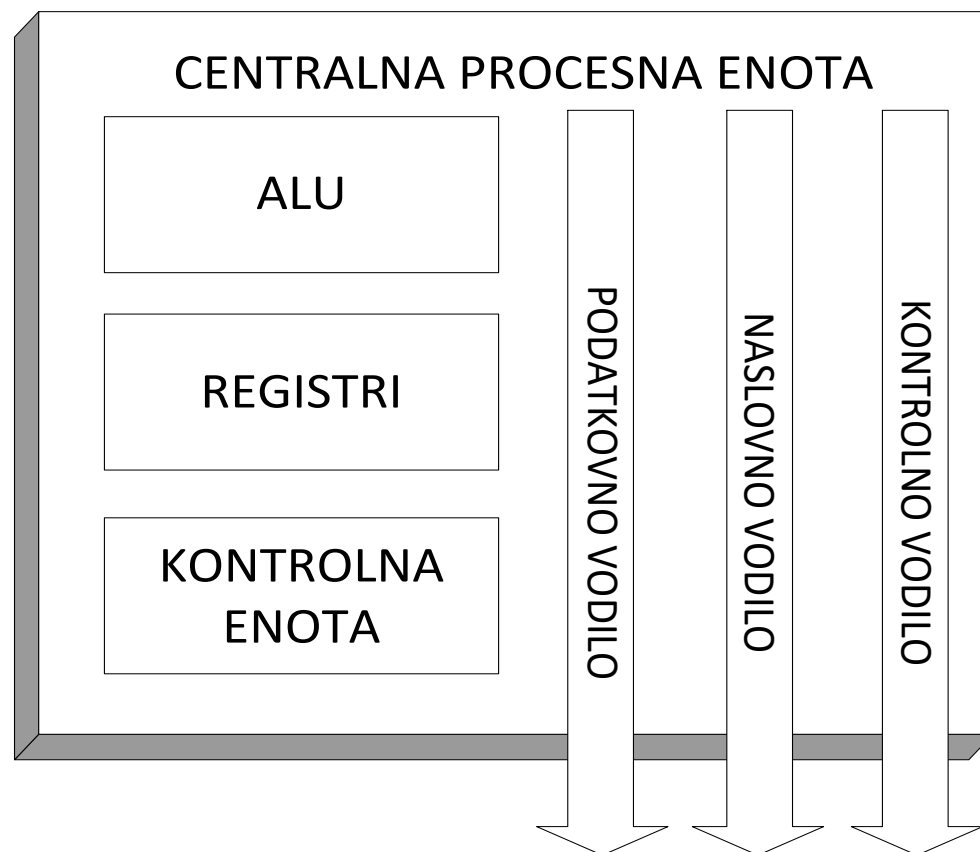 CENTRALNA PROCESNA ENOTA
ALU
REGISTRI
KONTROLNA
ENOTA
PODATKOVNO VODILO
NASLOVNO VODILO
KONTROLNO VODILO